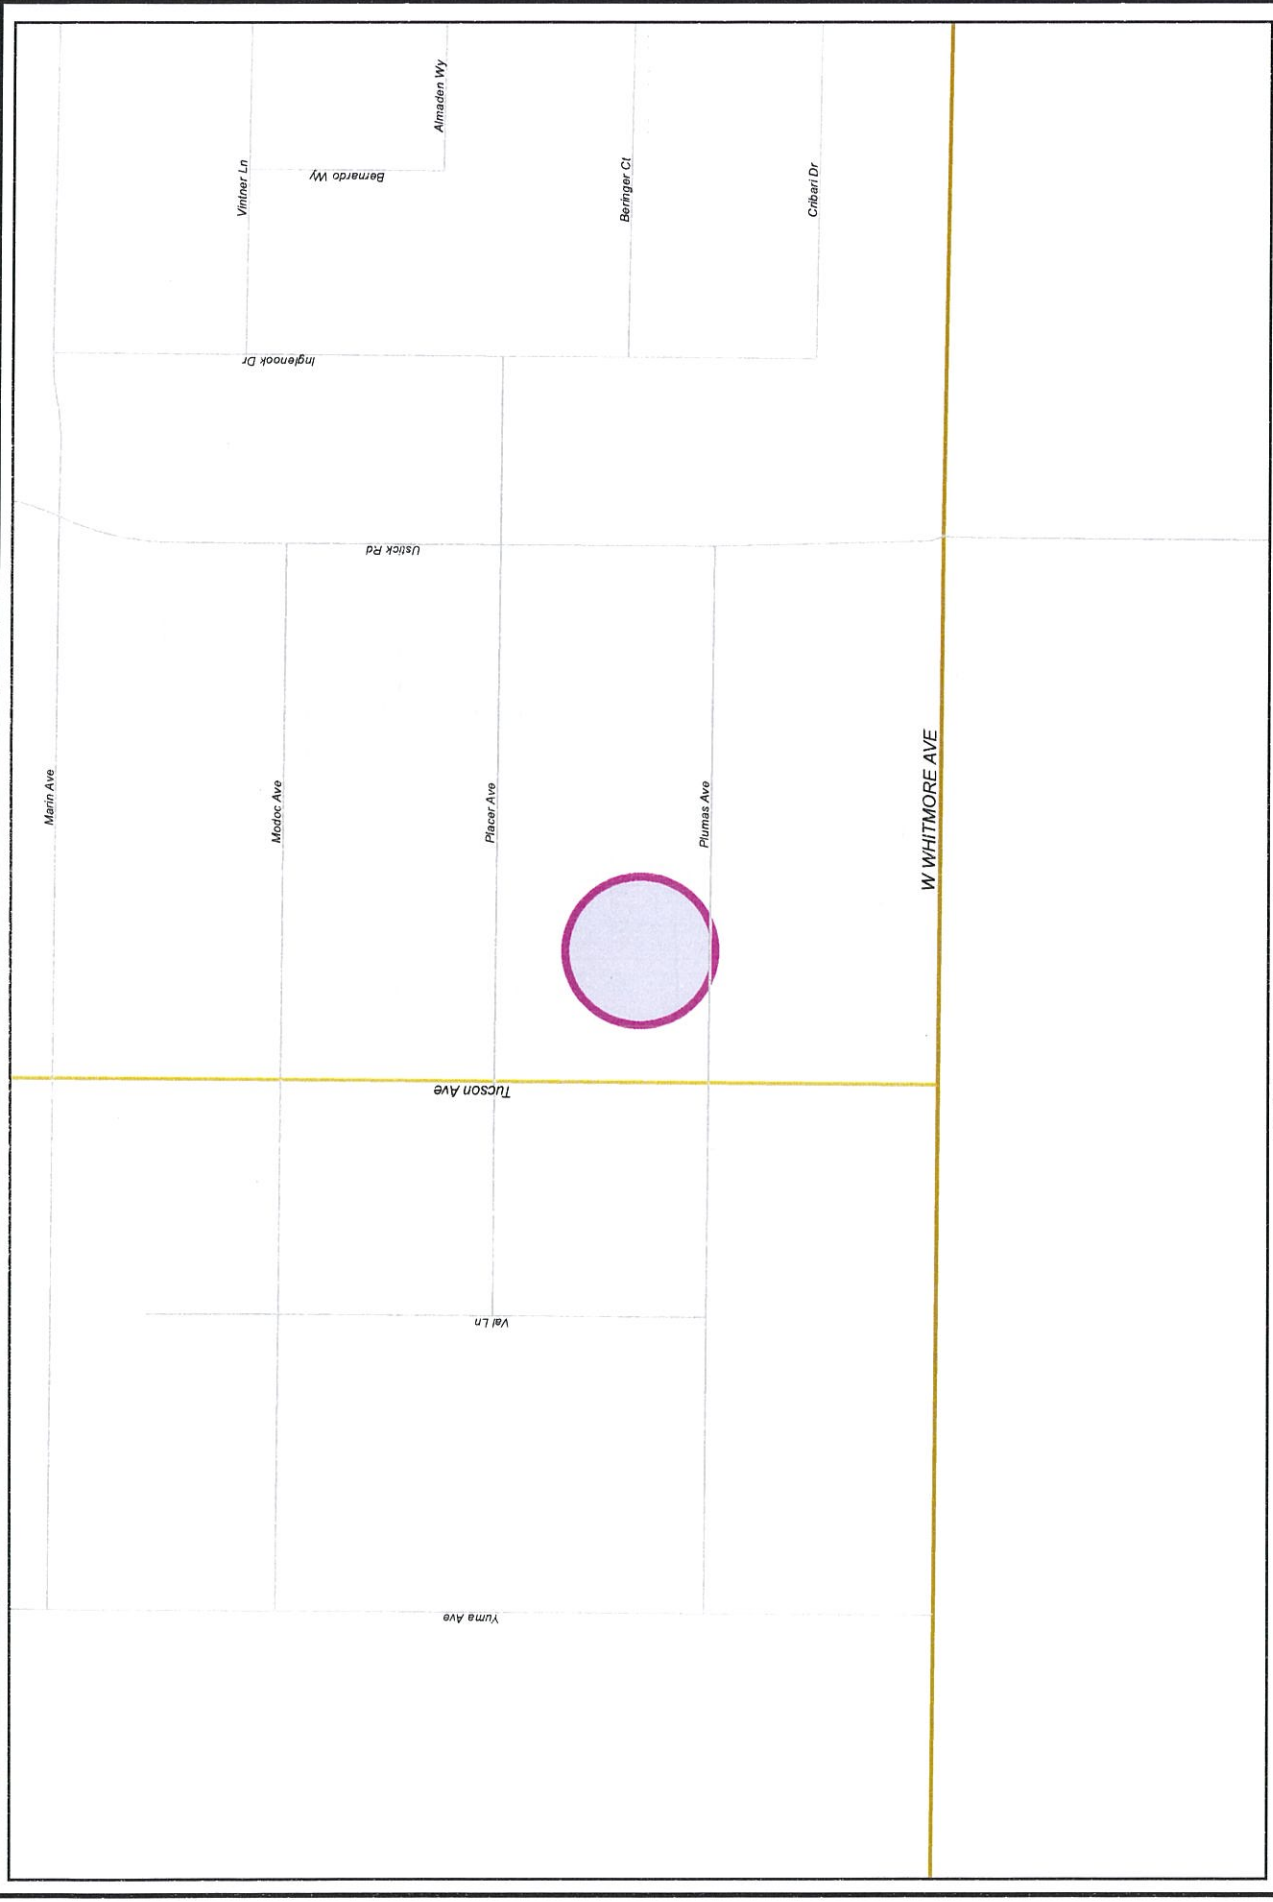 Almaden Wy
Vintner Ln
Bernardo Wy
Beringer Ct
Cribari Dr
Inglenook Dr
Ustick Rd
Marin Ave
Modoc Ave
Placer Ave
Plumas Ave
W WHITMORE AVE
Tucson Ave
Val Ln
Yuma Ave